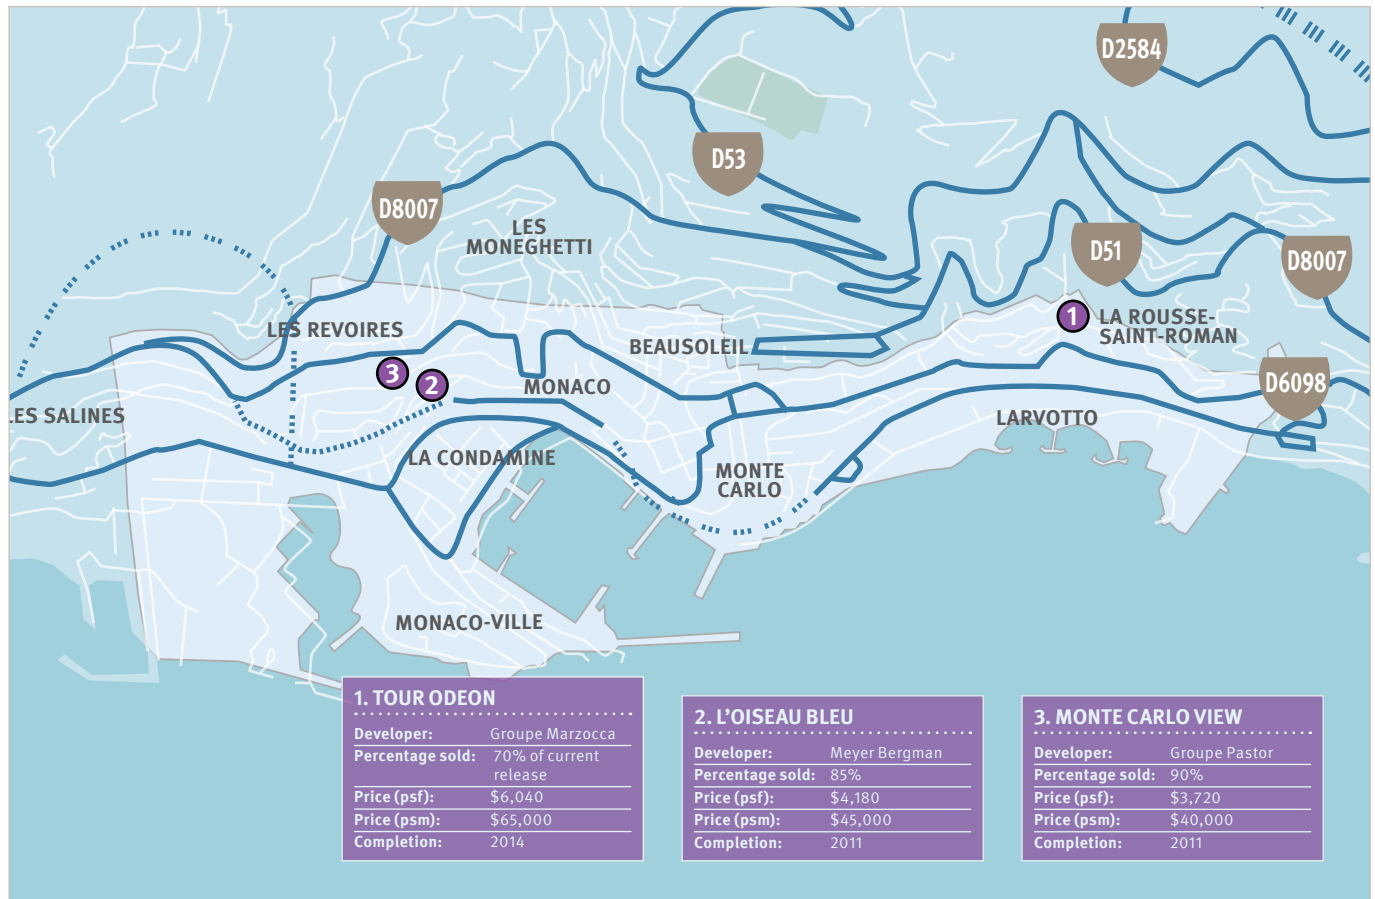 D2584
D53
D8007
LES
MONEGHETTI
D51
D8007
1
LA ROUSSE-
SAINT-ROMAN
LES REVOIRES
BEAUSOLEIL
3
2
MONACO
D6098
LES SALINES
LARVOTTO
LA CONDAMINE
MONTE
CARLO
MONACO-VILLE
1. TOUR ODEON
Developer: Groupe Marzocca
Percentage sold: 70% of current
release
Price (psf): $6,040
Price (psm): $65,000
Completion: 2014
2. L'OISEAU BLEU
Developer: Meyer Bergman
Percentage sold: 85%
Price (psf): $4,180
Price (psm): $45,000
Completion: 2011
3. MONTE CARLO VIEW
Developer: Groupe Pastor
Percentage sold: 90%
Price (psf): $3,720
Price (psm): $40,000
Completion: 2011